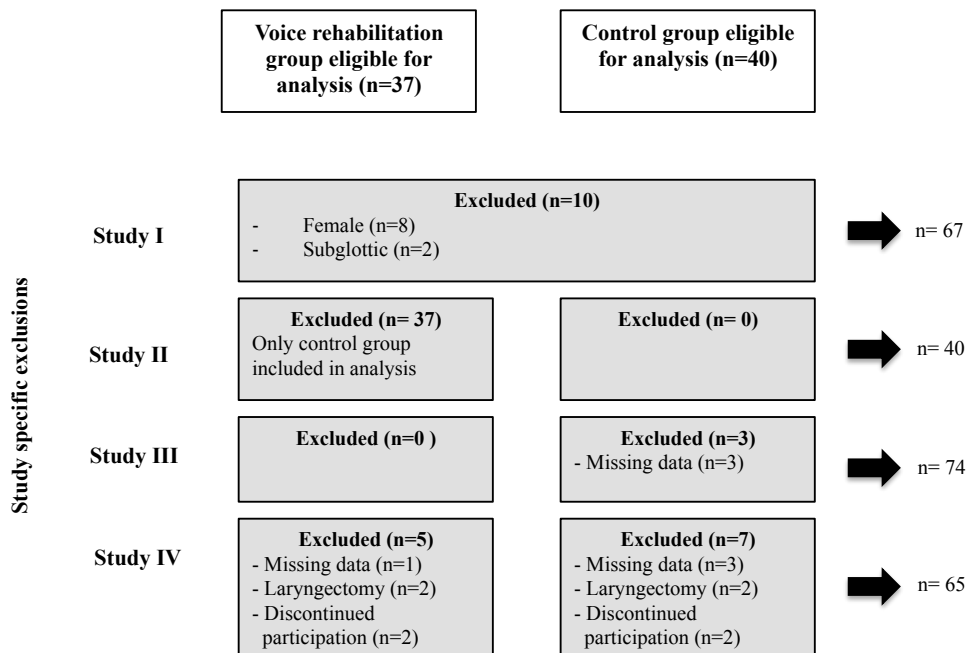 Voice rehabilitation
group eligible for
analysis (n=37)
Control group eligible
for analysis (n=40)
Study specific exclusions
Study I
Excluded (n=10)
- Female (n=8)
- Subglottic (n=2)
n= 67
Study II
Excluded (n= 37)
Only control group
included in analysis
Excluded (n= 0)
n= 40
Study III
Excluded (n=0 )
Excluded (n=3)
- Missing data (n=3)
n= 74
Study IV
Excluded (n=5)
- Missing data (n=1)
- Laryngectomy (n=2)
- Discontinued
participation (n=2)
Excluded (n=7)
- Missing data (n=3)
- Laryngectomy (n=2)
- Discontinued
participation (n=2)
n= 65